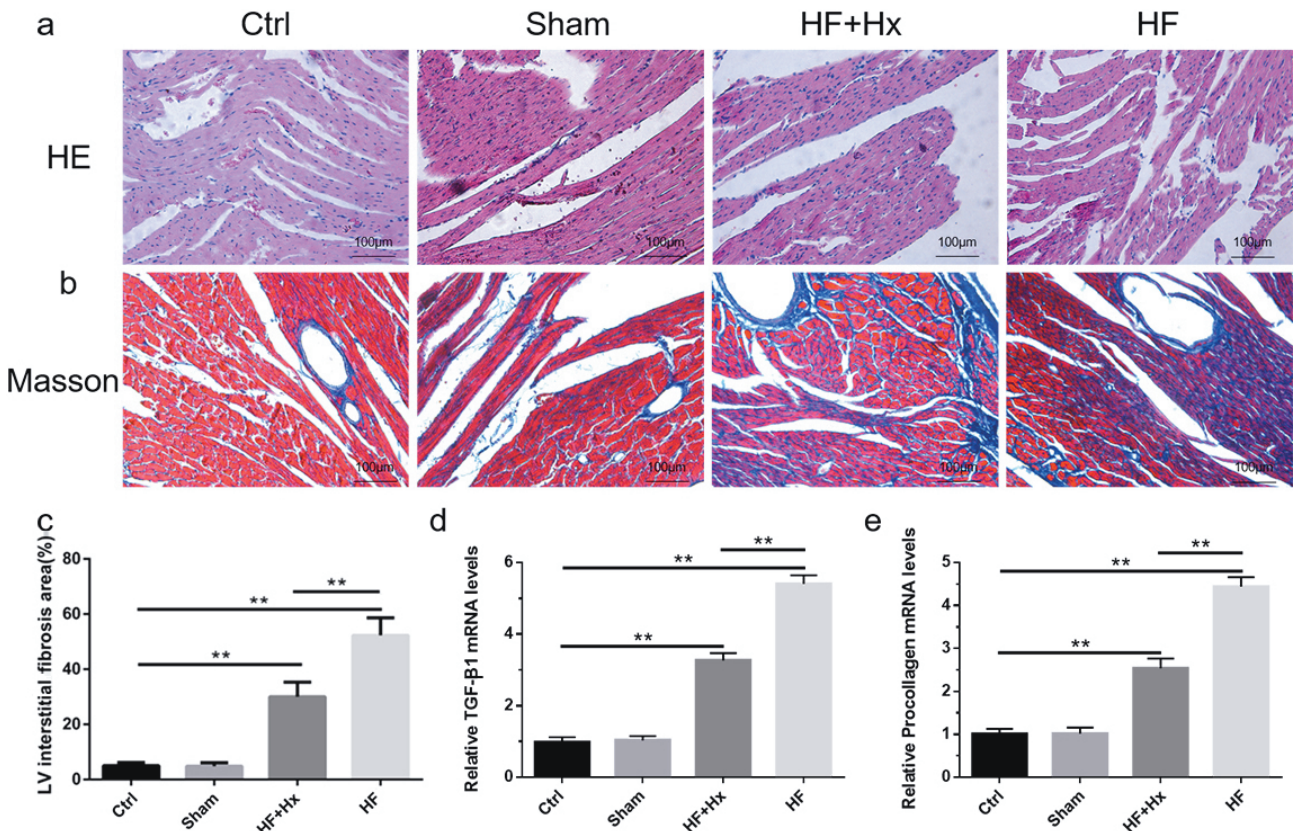 a Ctrl Sham HF+Hx HF
HE
100μm 100μm 100μm 100μm
b
Masson
100μm 100μm 100μm 100μm
c
LV interstitial fibrosis area(%)
80
60
40
20
0
** ** **
Ctrl Sham HF+Hx HF
d
Relative TGF-β1 mRNA levels
6
4
2
0
** ** **
Ctrl Sham HF+Hx HF
e
Relative Procollagen mRNA levels
5
4
2
1
0
** ** **
Ctrl Sham HF+Hx HF